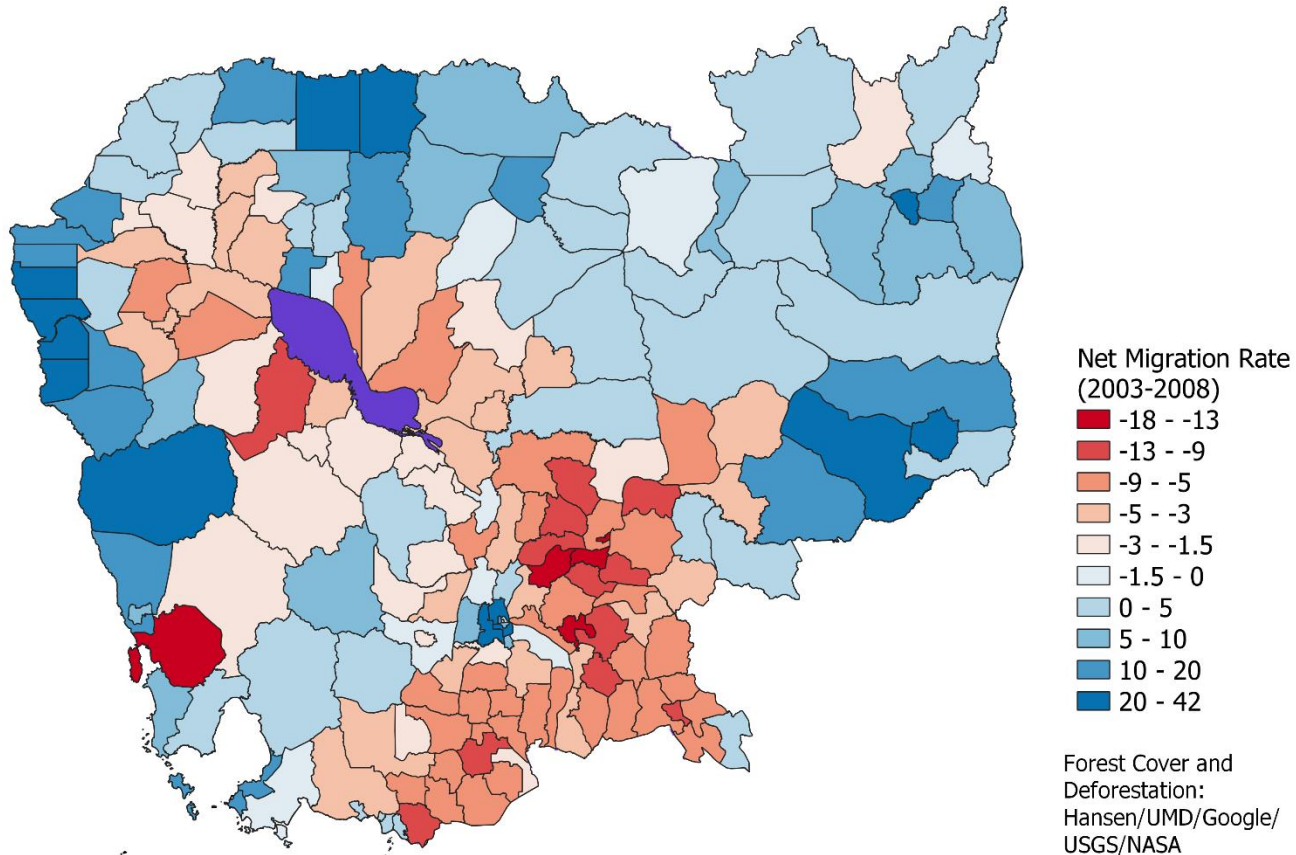 Net Migration Rate
(2003-2008)
-18 - -13
-13 - -9
-9 - -5
-5 - -3
-3 - -1.5
-1.5 - 0
0 - 5
5 - 10
10 - 20
20 - 42
Forest Cover and
Deforestation:
Hansen/UMD/Google/
USGS/NASA